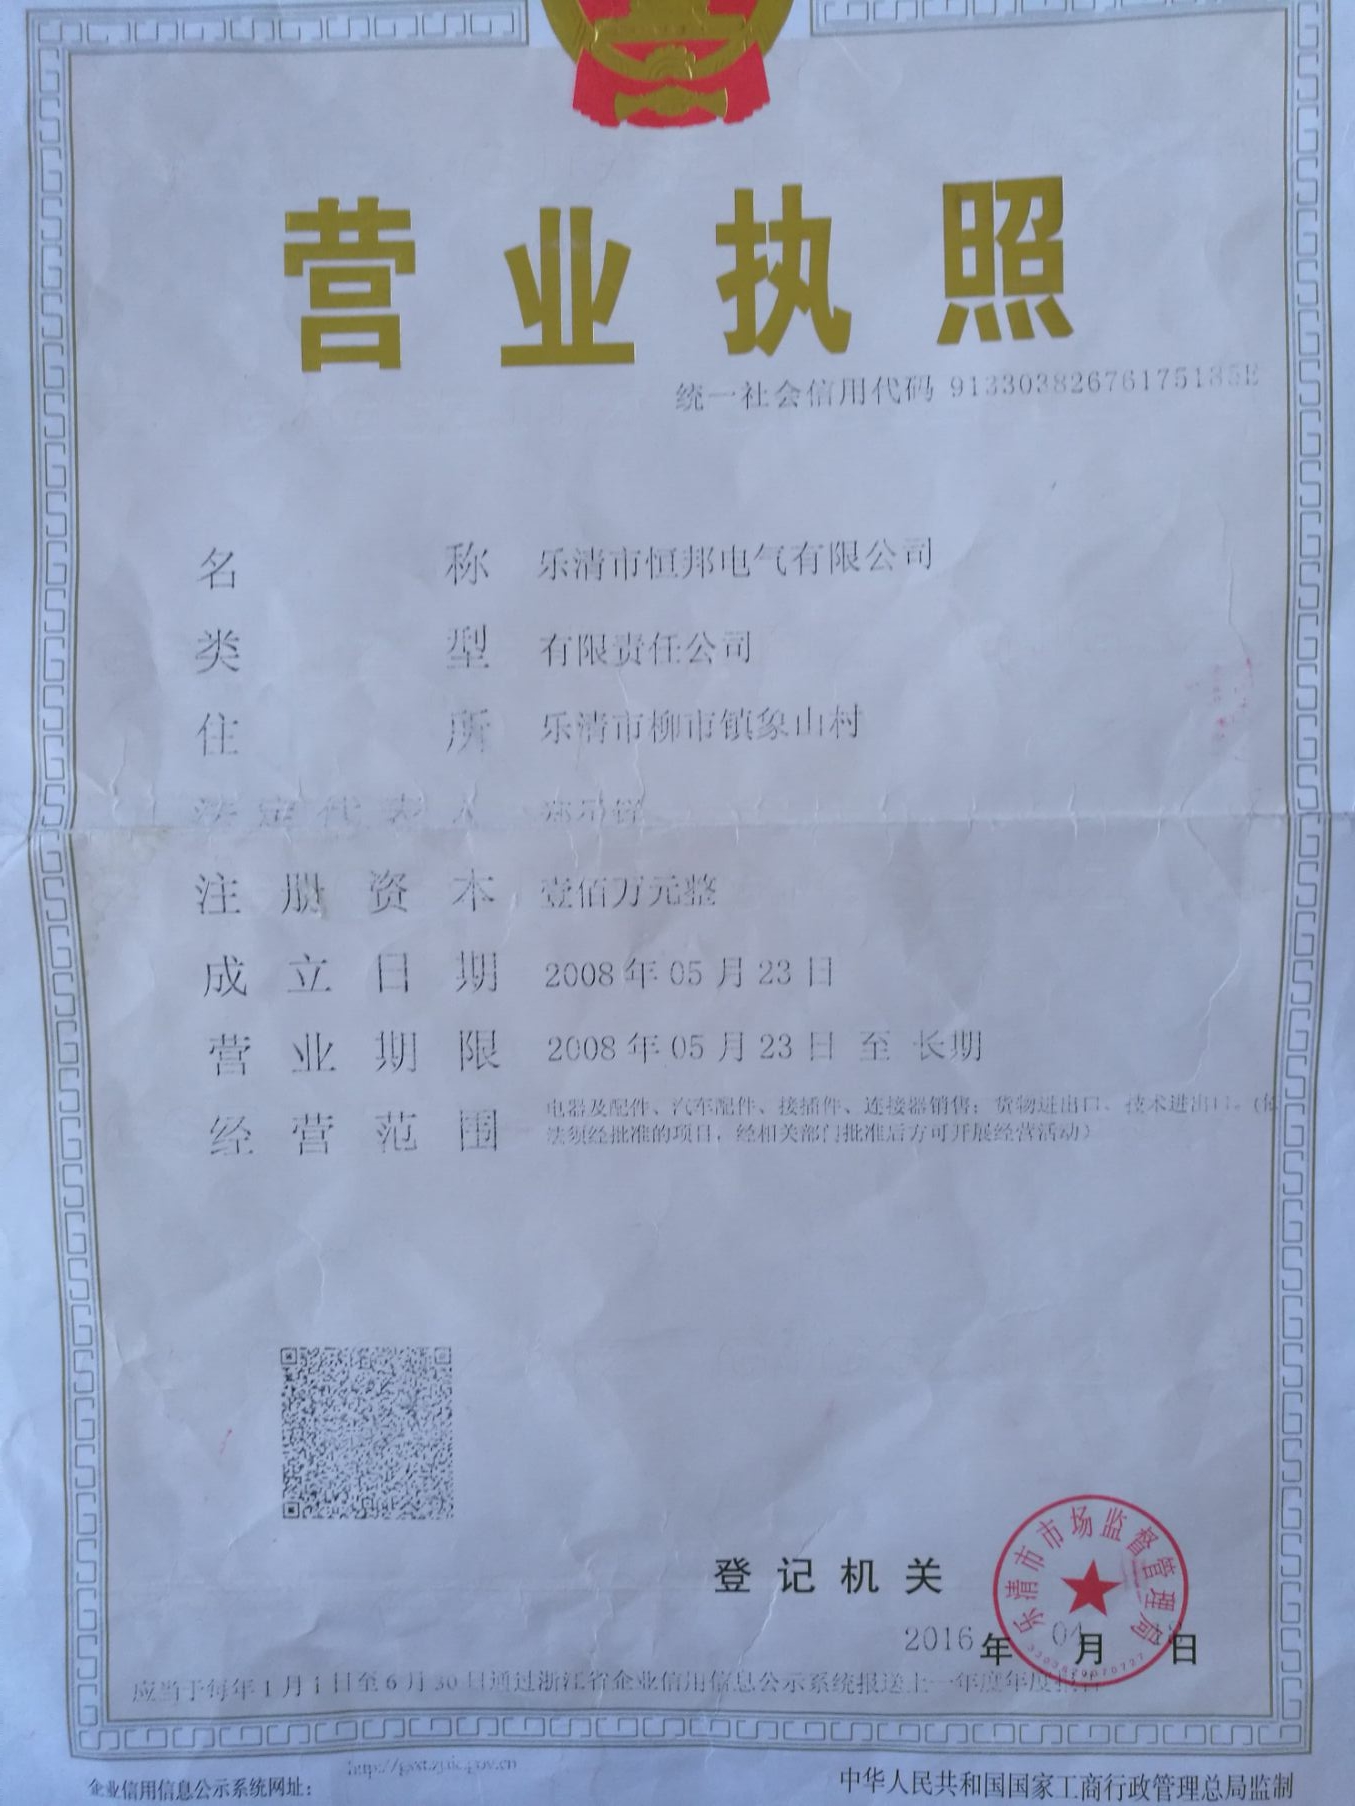 营业执照
统一社会信用代码 91330382676175135E
名称 乐清市恒邦电气有限公司
类型 有限责任公司
住所 乐清市柳市镇象山村
法定代表人
注册资本 壹佰万元整
成立日期 2008年05月23日
营业期限 2008年05月23日至长期
经营范围 电器及配件、汽车配件、接插件、连接器销售；货物进出口、技术进出口。(依
法须经批准的项目，经相关部门批准后方可开展经营活动)
登记机关
乐清市市场监督管理局
2016年04月 日
应当于每年1月1日至6月30日通过浙江省企业信用信息公示系统报送上一年度年度报告
企业信用信息公示系统网址：
中华人民共和国国家工商行政管理总局监制